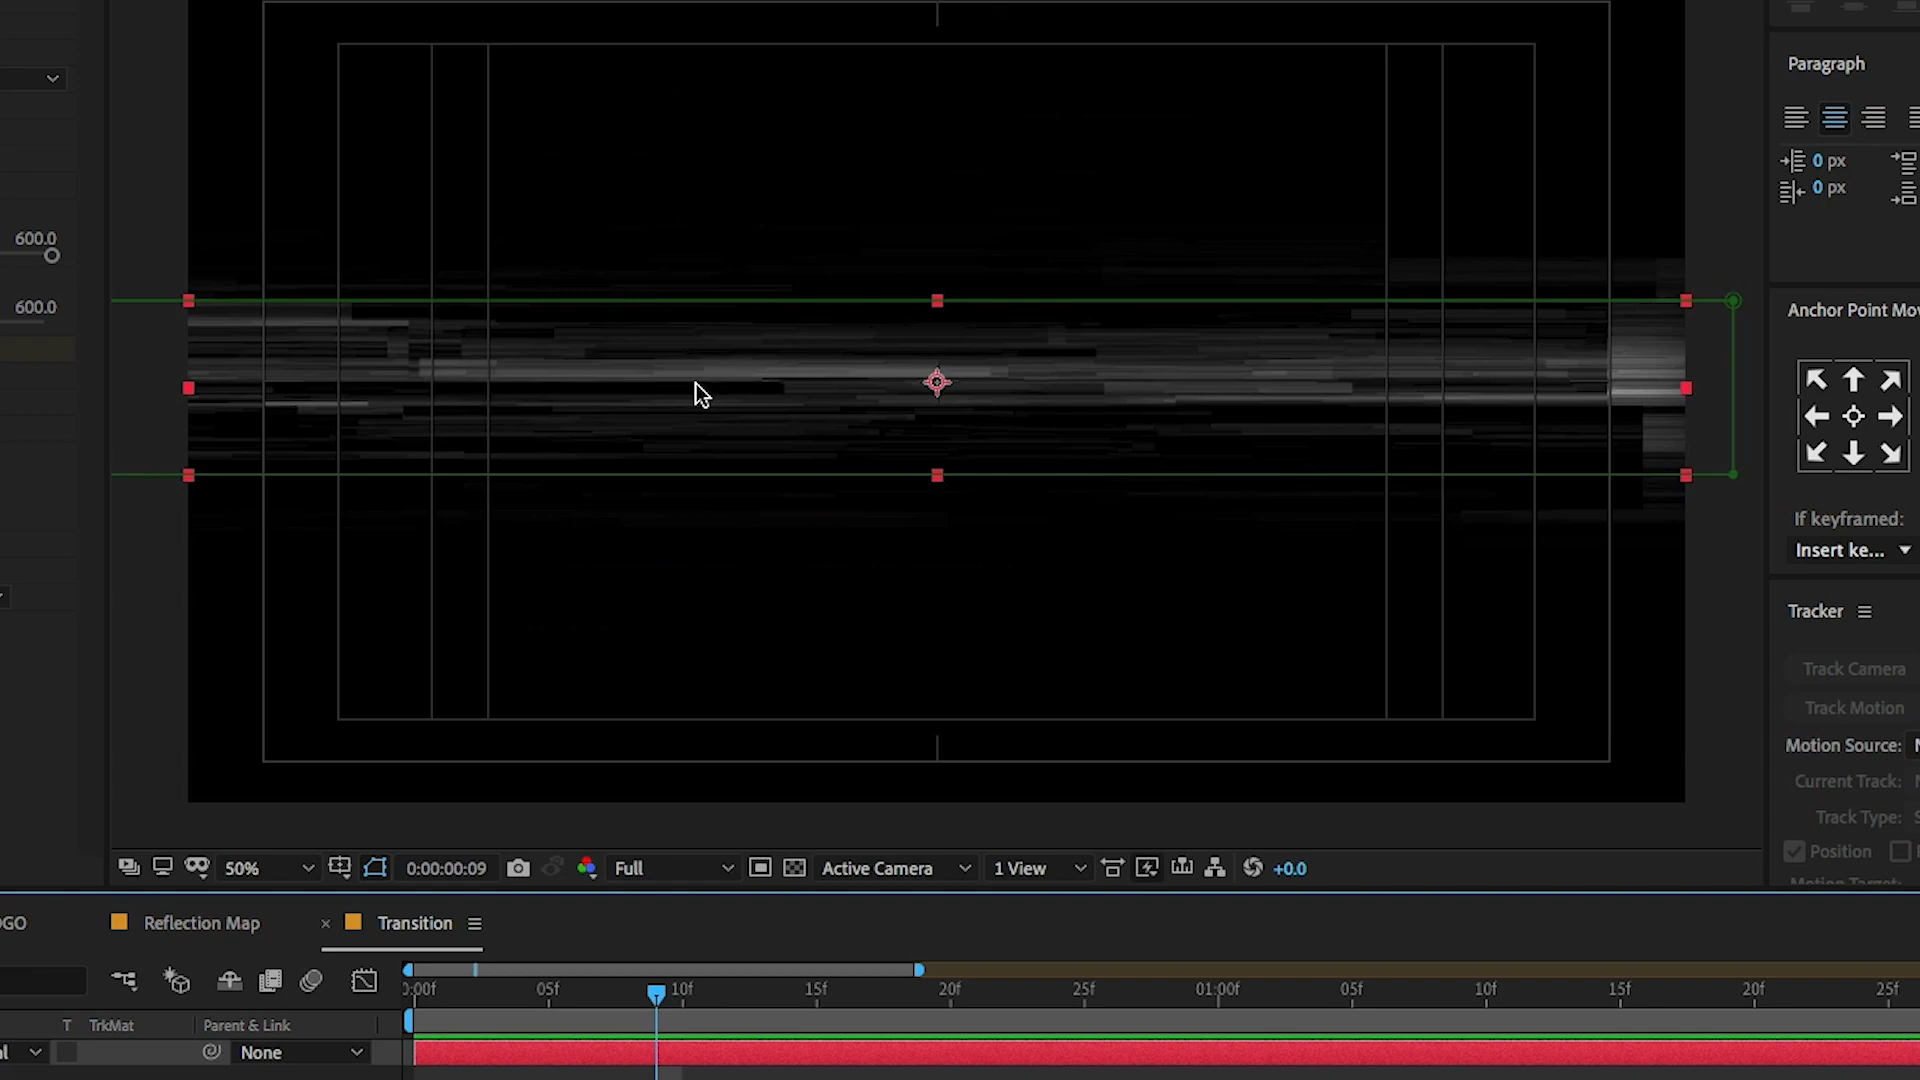 Paragraph
0 px
0 px
600.0
600.0
Anchor Point Mov
If keyframed:
Insert ke...
Tracker
Track Camera
Track Motion
Motion Source:
Current Track:
Track Type:
Position
50%
0:00:00:09
Full
Active Camera
1 View
+0.0
OGO
Reflection Map
× Transition
0:00f 05f 10f 15f 20f 25f 01:00f 05f 10f 15f 20f 25f
T TrkMat Parent & Link
al None